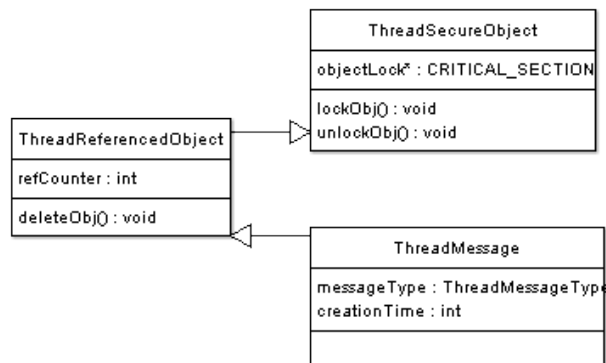 ThreadSecureObject
objectLock* : CRITICAL_SECTION
lockObj() : void
unlockObj() : void
ThreadReferencedObject
refCounter : int
deleteObj() : void
ThreadMessage
messageType : ThreadMessageType
creationTime : int